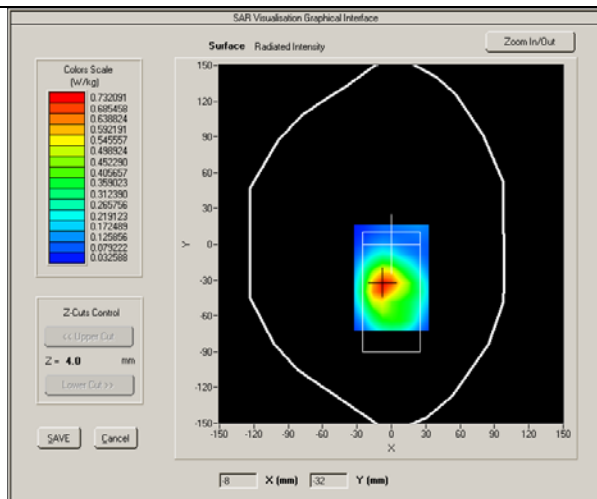 SAR Visualisation Graphical Interface
Surface Radiated Intensity
Zoom In/Out
Colors Scale
(W/kg)
0.732091
0.685458
0.638824
0.592191
0.545557
0.498924
0.452290
0.405657
0.359023
0.312390
0.265756
0.219123
0.172489
0.125856
0.079222
0.032588
Z-Cuts Control
<< Upper Cut
Z = 4.0 mm
Lower Cut >>
SAVE Cancel
150
120
90
60
30
0
-30
-60
-90
-120
-150
Y
-150 -120 -90 -60 -30 0 30 60 90 120 150
X
-8 X (mm) -32 Y (mm)